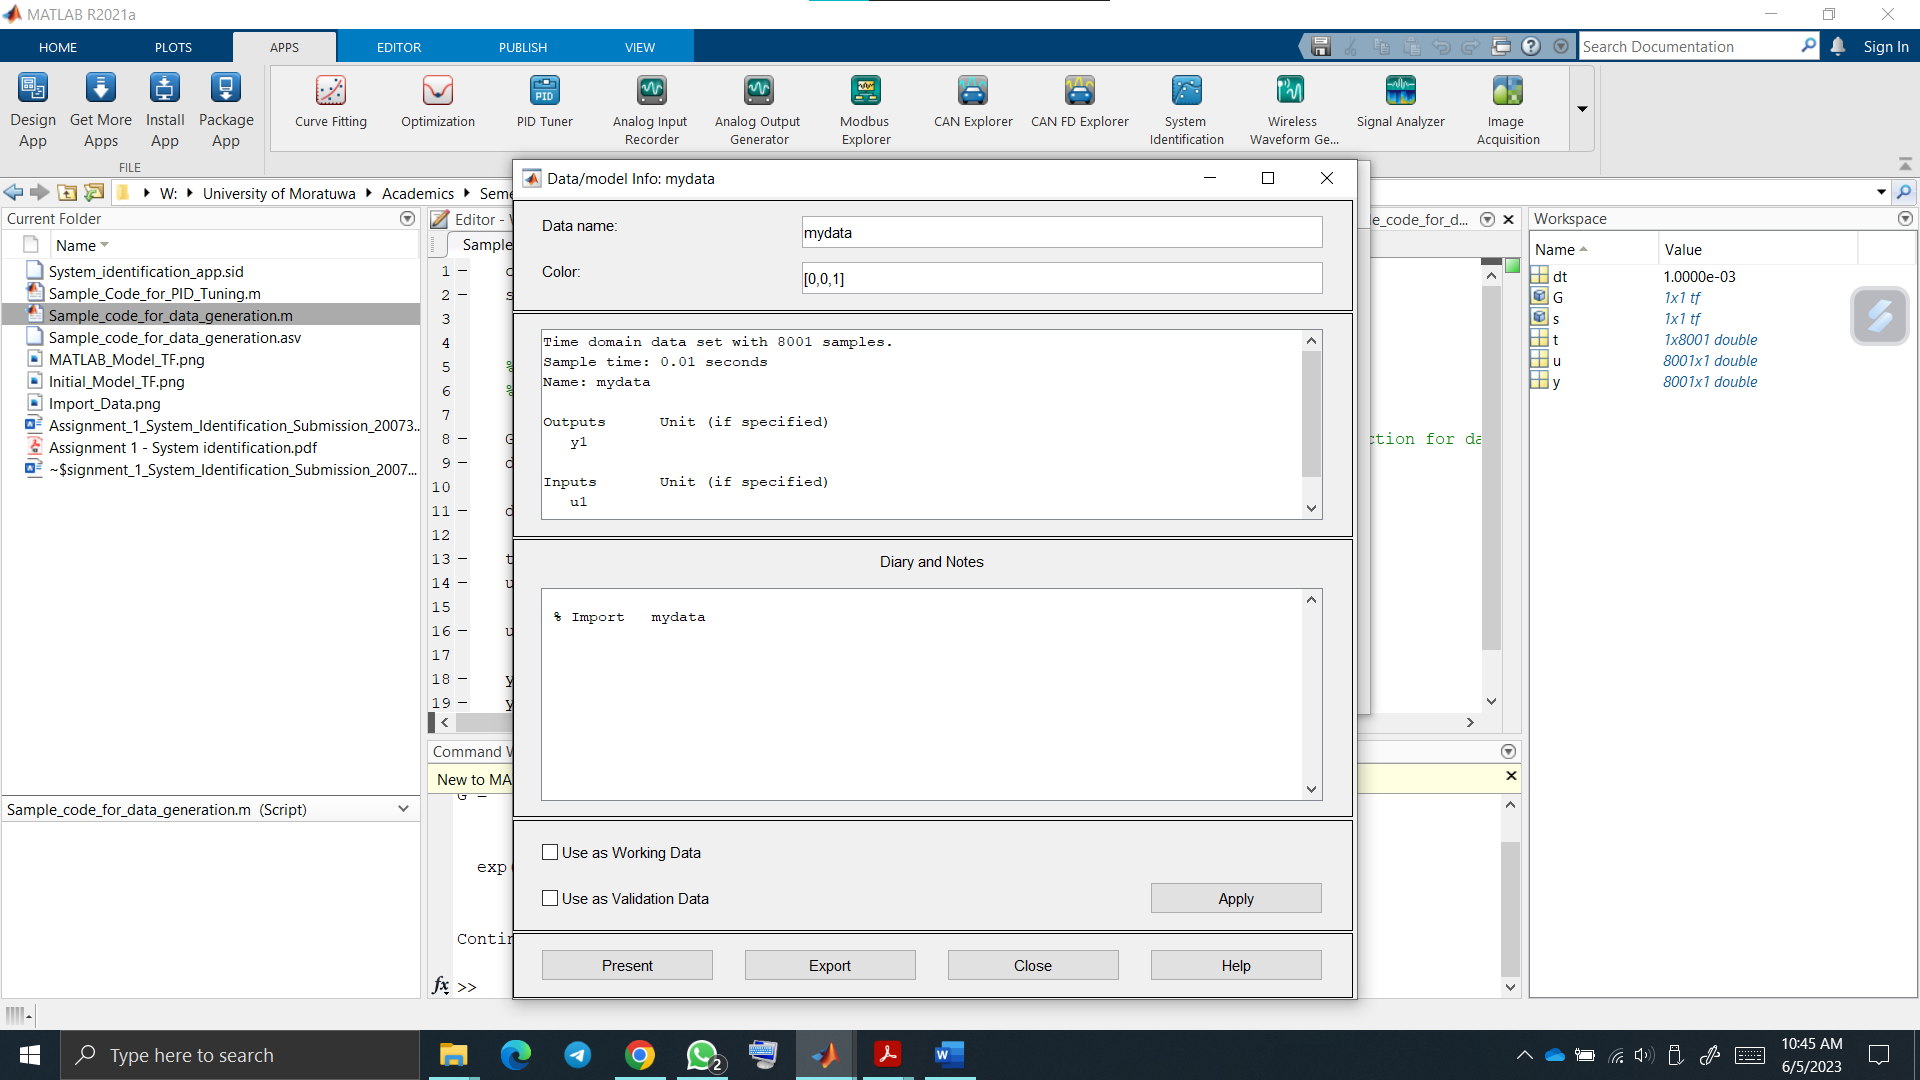 MATLAB R2021a
HOME
PLOTS
APPS
EDITOR
PUBLISH
VIEW
Search Documentation
Sign In
Design App
Get More Apps
Install App
Package App
FILE
Curve Fitting
Optimization
PID
PID Tuner
Analog Input Recorder
Analog Output Generator
Modbus Explorer
CAN Explorer
CAN FD Explorer
System Identification
Wireless Waveform Ge...
Signal Analyzer
Image Acquisition
W:
University of Moratuwa
Academics
Current Folder
Name
System_identification_app.sid
Sample_Code_for_PID_Tuning.m
Sample_code_for_data_generation.m
Sample_code_for_data_generation.asv
MATLAB_Model_TF.png
Initial_Model_TF.png
Import_Data.png
Assignment_1_System_Identification_Submission_20073...
Assignment 1 - System identification.pdf
~$signment_1_System_Identification_Submission_2007...
Sample_code_for_data_generation.m (Script)
Editor -
Sample
e_code_for_d...
1
2
3
4
5 %
6 %
7
8 G
9 d
10
11 d
12
13 t
14 u
15
16 u
17
18 y
19 y
ction for da
Data/model Info: mydata
Data name:
mydata
Color:
[0,0,1]
Time domain data set with 8001 samples.
Sample time: 0.01 seconds
Name: mydata
Outputs Unit (if specified)
y1
Inputs Unit (if specified)
u1
Diary and Notes
% Import mydata
Use as Working Data
Use as Validation Data
Apply
Present
Export
Close
Help
Command W
New to MA
G =
exp
Contin
fx >>
Workspace
Name Value
dt 1.0000e-03
G 1x1 tf
s 1x1 tf
t 1x8001 double
u 8001x1 double
y 8001x1 double
Type here to search
2
10:45 AM
6/5/2023